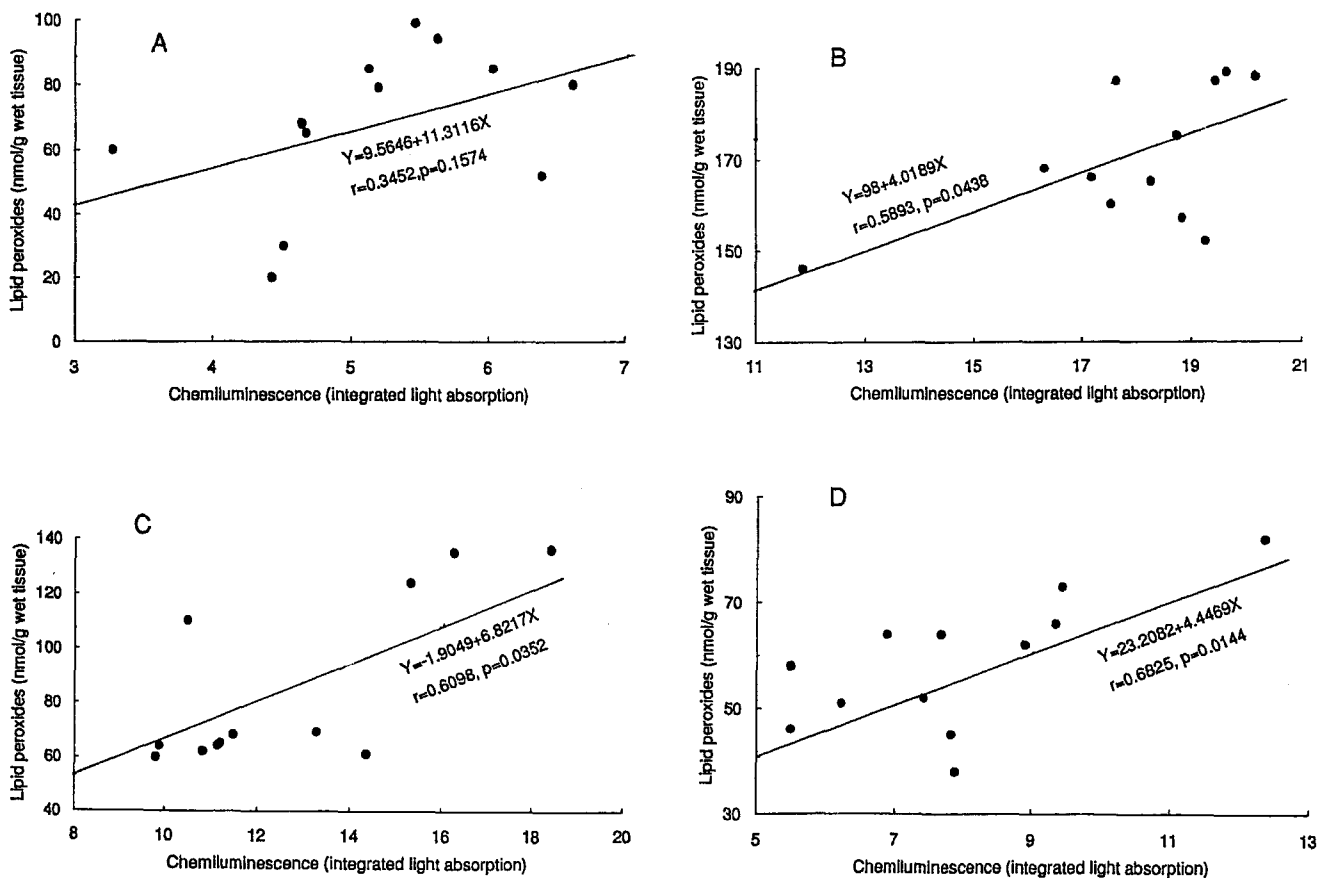 A
Lipid peroxides (nmol/g wet tissue)
100
80
60
40
20
0
Y=9.5646+11.3116X
r=0.3452,p=0.1574
3 4 5 6 7
Chemiluminescence (integrated light absorption)
B
Lipid peroxides (nmol/g wet tissue)
190
170
150
130
Y=98+4.0189X
r=0.5893, p=0.0438
11 13 15 17 19 21
Chemiluminescence (integrated light absorption)
C
Lipid peroxides (nmol/g wet tissue)
140
120
100
80
60
40
Y=-1.9049+6.8217X
r=0.6098, p=0.0352
8 10 12 14 16 18 20
Chemiluminescence (integrated light absorption)
D
Lipid peroxides (nmol/g wet tissue)
90
70
50
30
Y=23.2082+4.4469X
r=0.6825, p=0.0144
5 7 9 11 13
Chemiluminescence (integrated light absorption)